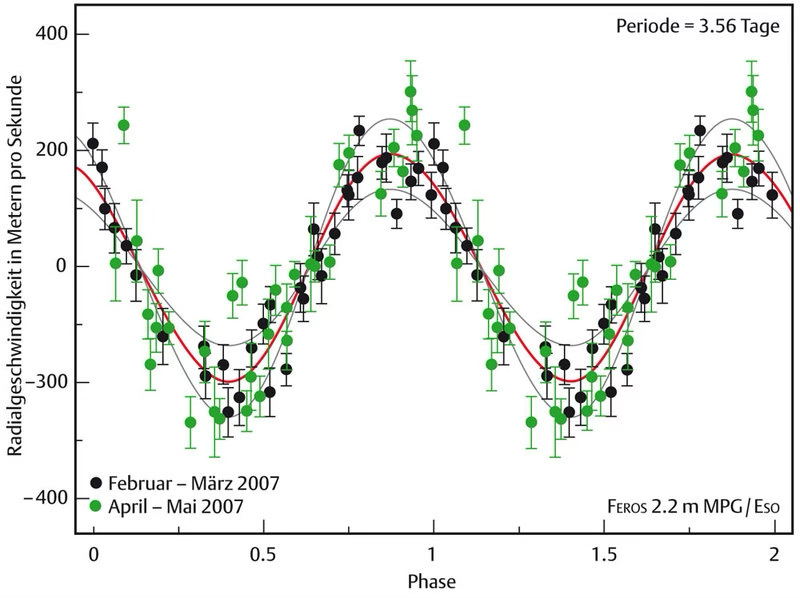 Periode = 3.56 Tage
Radialgeschwindigkeit in Metern pro Sekunde
400
200
0
−300
−400
Februar – März 2007
April – Mai 2007
FEROS 2.2 m MPG / ESO
0
0.5
1
1.5
2
Phase